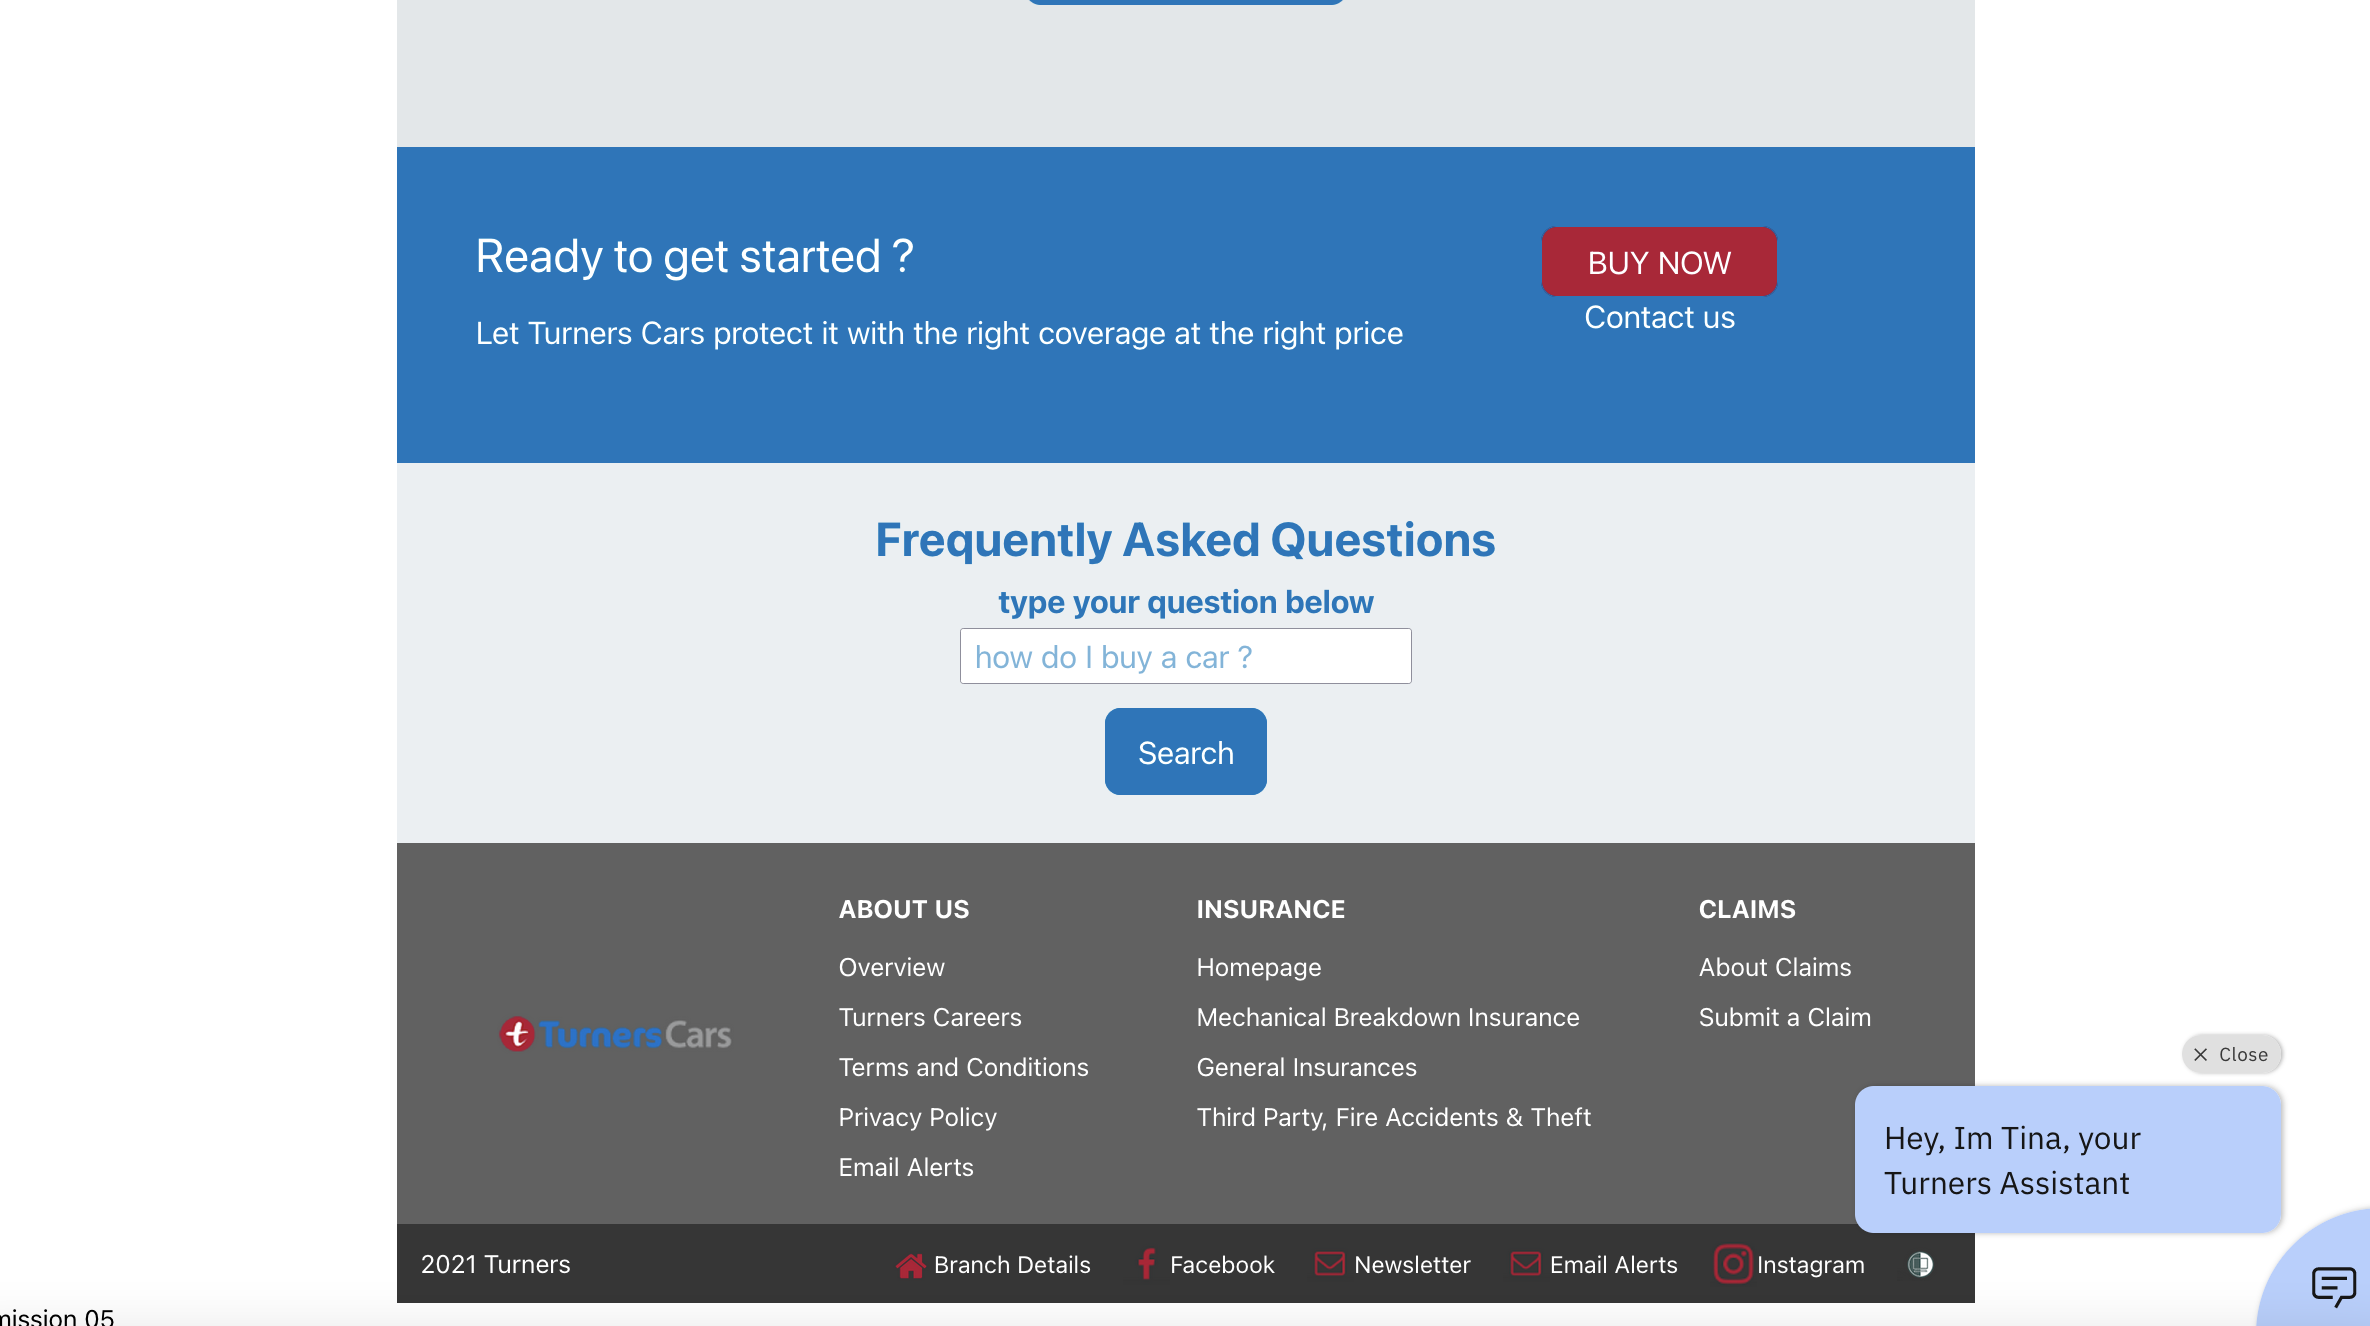 Ready to get started ?
BUY NOW
Let Turners Cars protect it with the right coverage at the right price
Contact us
Frequently Asked Questions
type your question below
how do I buy a car ?
Search
ABOUT US
Overview
Turners Careers
Terms and Conditions
Privacy Policy
Email Alerts
INSURANCE
Homepage
Mechanical Breakdown Insurance
General Insurances
Third Party, Fire Accidents & Theft
CLAIMS
About Claims
Submit a Claim
TurnersCars
Close
Hey, Im Tina, your
Turners Assistant
2021 Turners
Branch Details
Facebook
Newsletter
Email Alerts
Instagram
mission 05